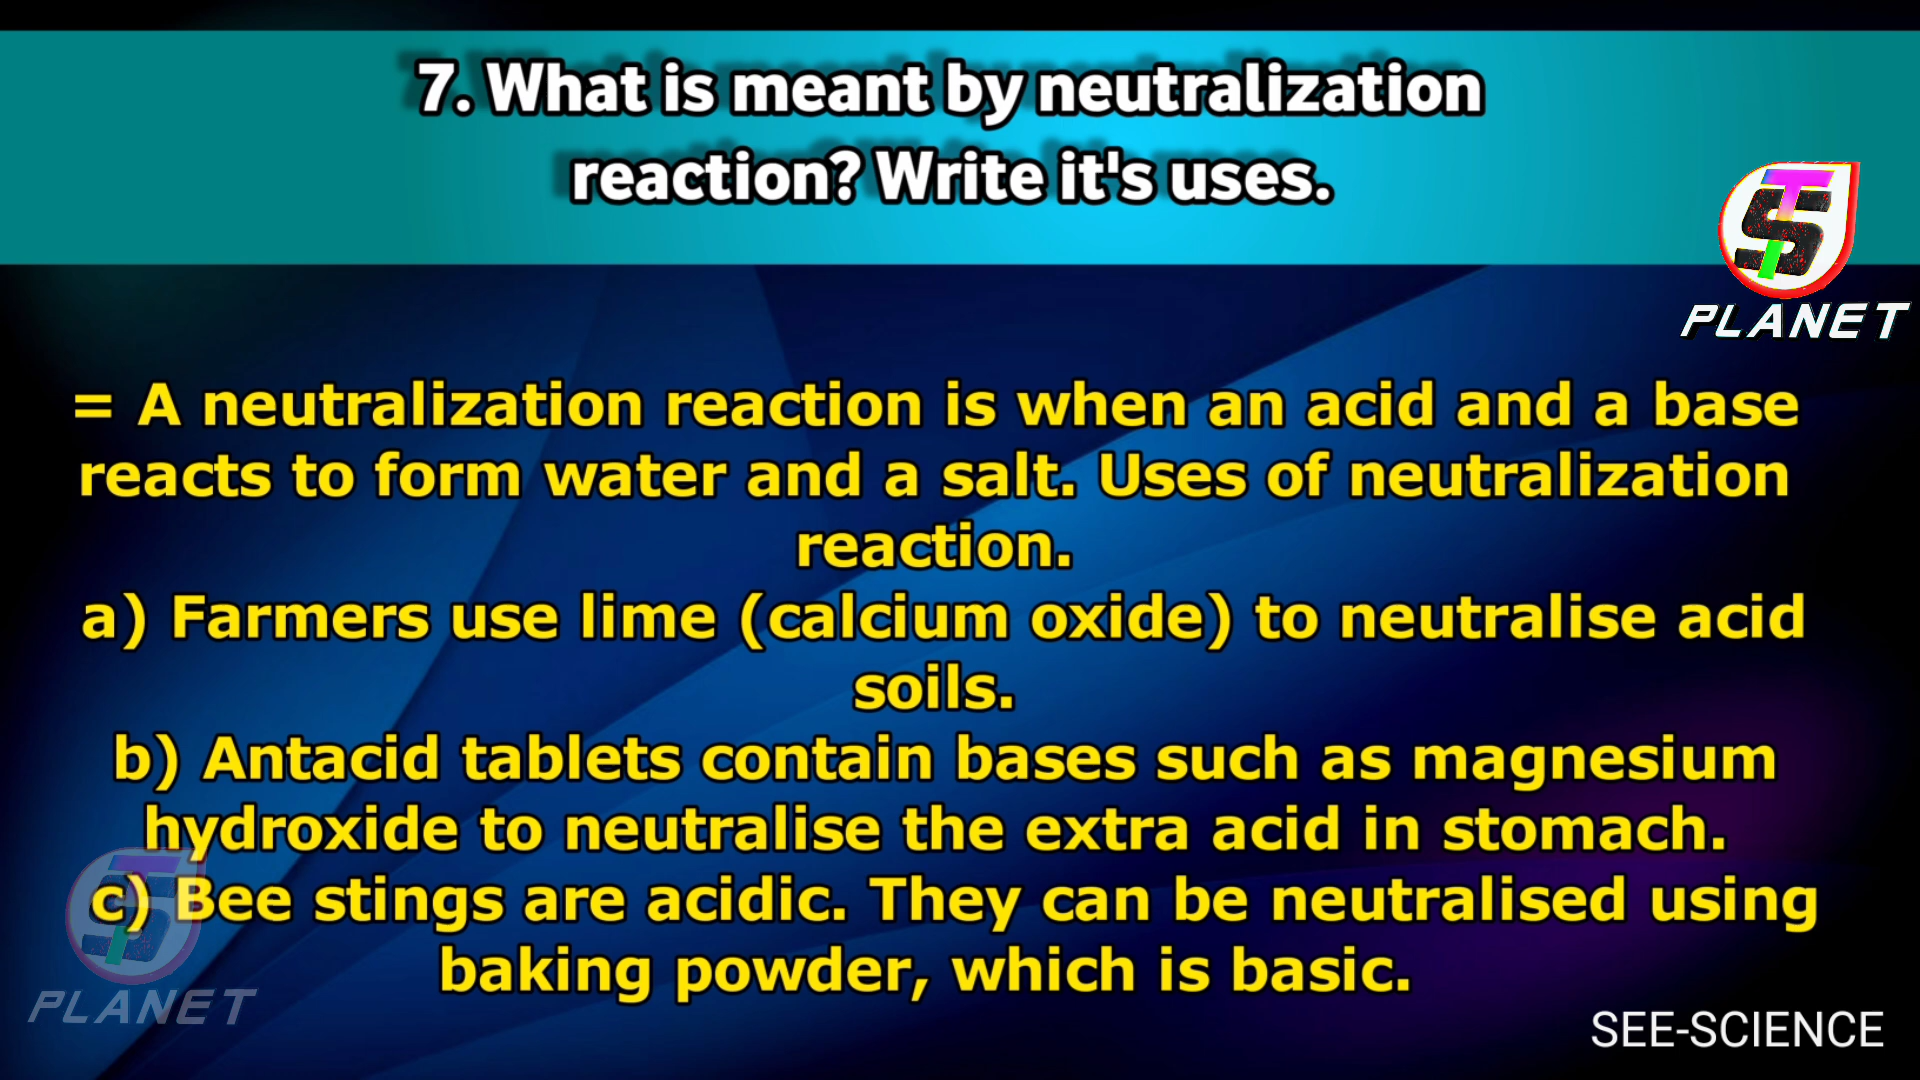 7. What is meant by neutralization
reaction? Write it's uses.
TS
PLANET
= A neutralization reaction is when an acid and a base
reacts to form water and a salt. Uses of neutralization
reaction.
a) Farmers use lime (calcium oxide) to neutralise acid
soils.
b) Antacid tablets contain bases such as magnesium
hydroxide to neutralise the extra acid in stomach.
c) Bee stings are acidic. They can be neutralised using
baking powder, which is basic.
TS
PLANET
SEE-SCIENCE